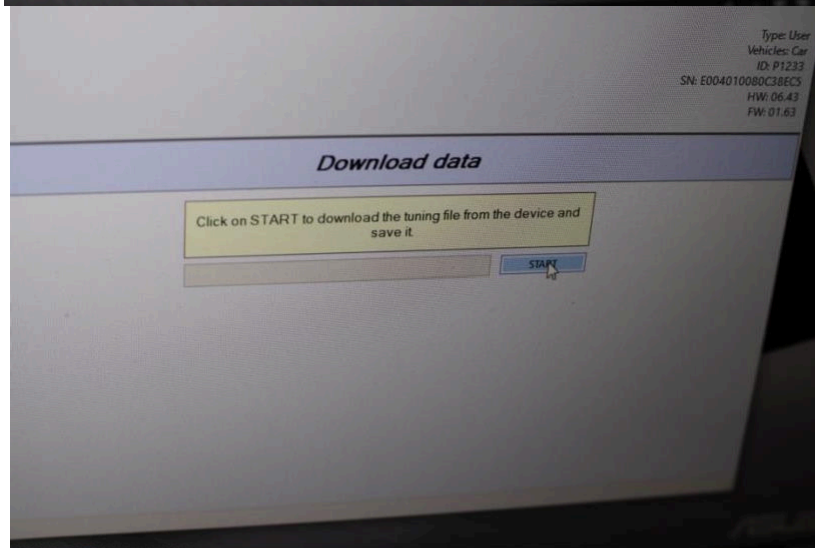 Type: User
Vehicles: Car
ID: P1233
SN: E004010080C38EC5
HW: 06.43
FW: 01.63
Download data
Click on START to download the tuning file from the device and
save it.
START